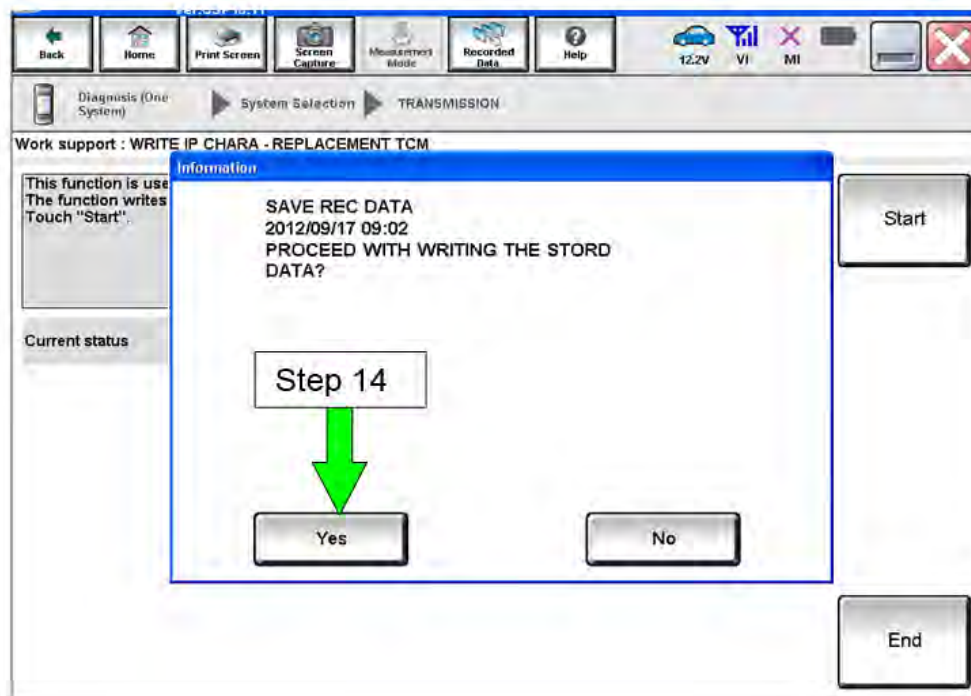 Back
Home
Print Screen
Screen
Capture
Measurement
Mode
Recorded
Data
Help
12.2V
VI
MI
Diagnosis (One
System)
System Selection
TRANSMISSION
Work support : WRITE IP CHARA - REPLACEMENT TCM
Information
This function is use
The function writes
Touch "Start".
SAVE REC DATA
2012/09/17 09:02
PROCEED WITH WRITING THE STORD
DATA?
Start
Current status
Step 14
Yes
No
End